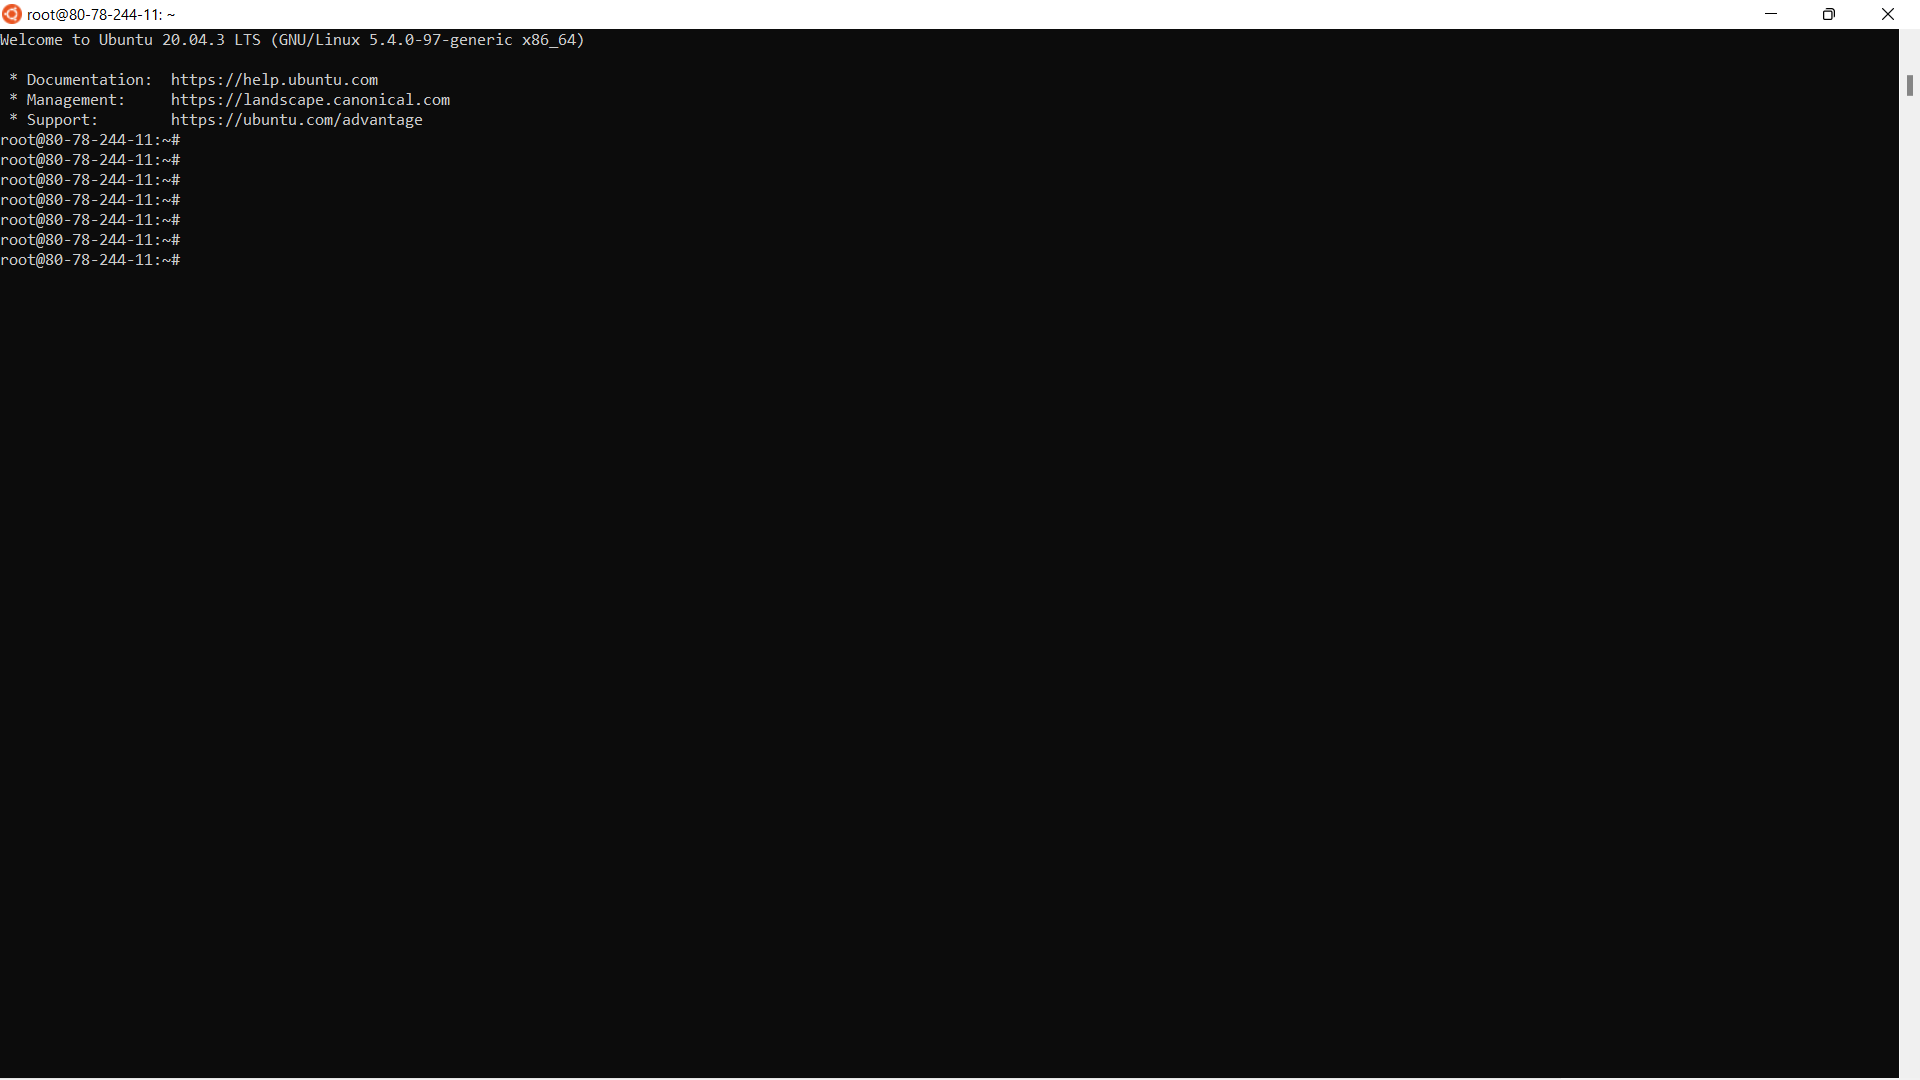 root@80-78-244-11: ~
Welcome to Ubuntu 20.04.3 LTS (GNU/Linux 5.4.0-97-generic x86_64)
* Documentation:  https://help.ubuntu.com
* Management:     https://landscape.canonical.com
* Support:        https://ubuntu.com/advantage
root@80-78-244-11:~#
root@80-78-244-11:~#
root@80-78-244-11:~#
root@80-78-244-11:~#
root@80-78-244-11:~#
root@80-78-244-11:~#
root@80-78-244-11:~#